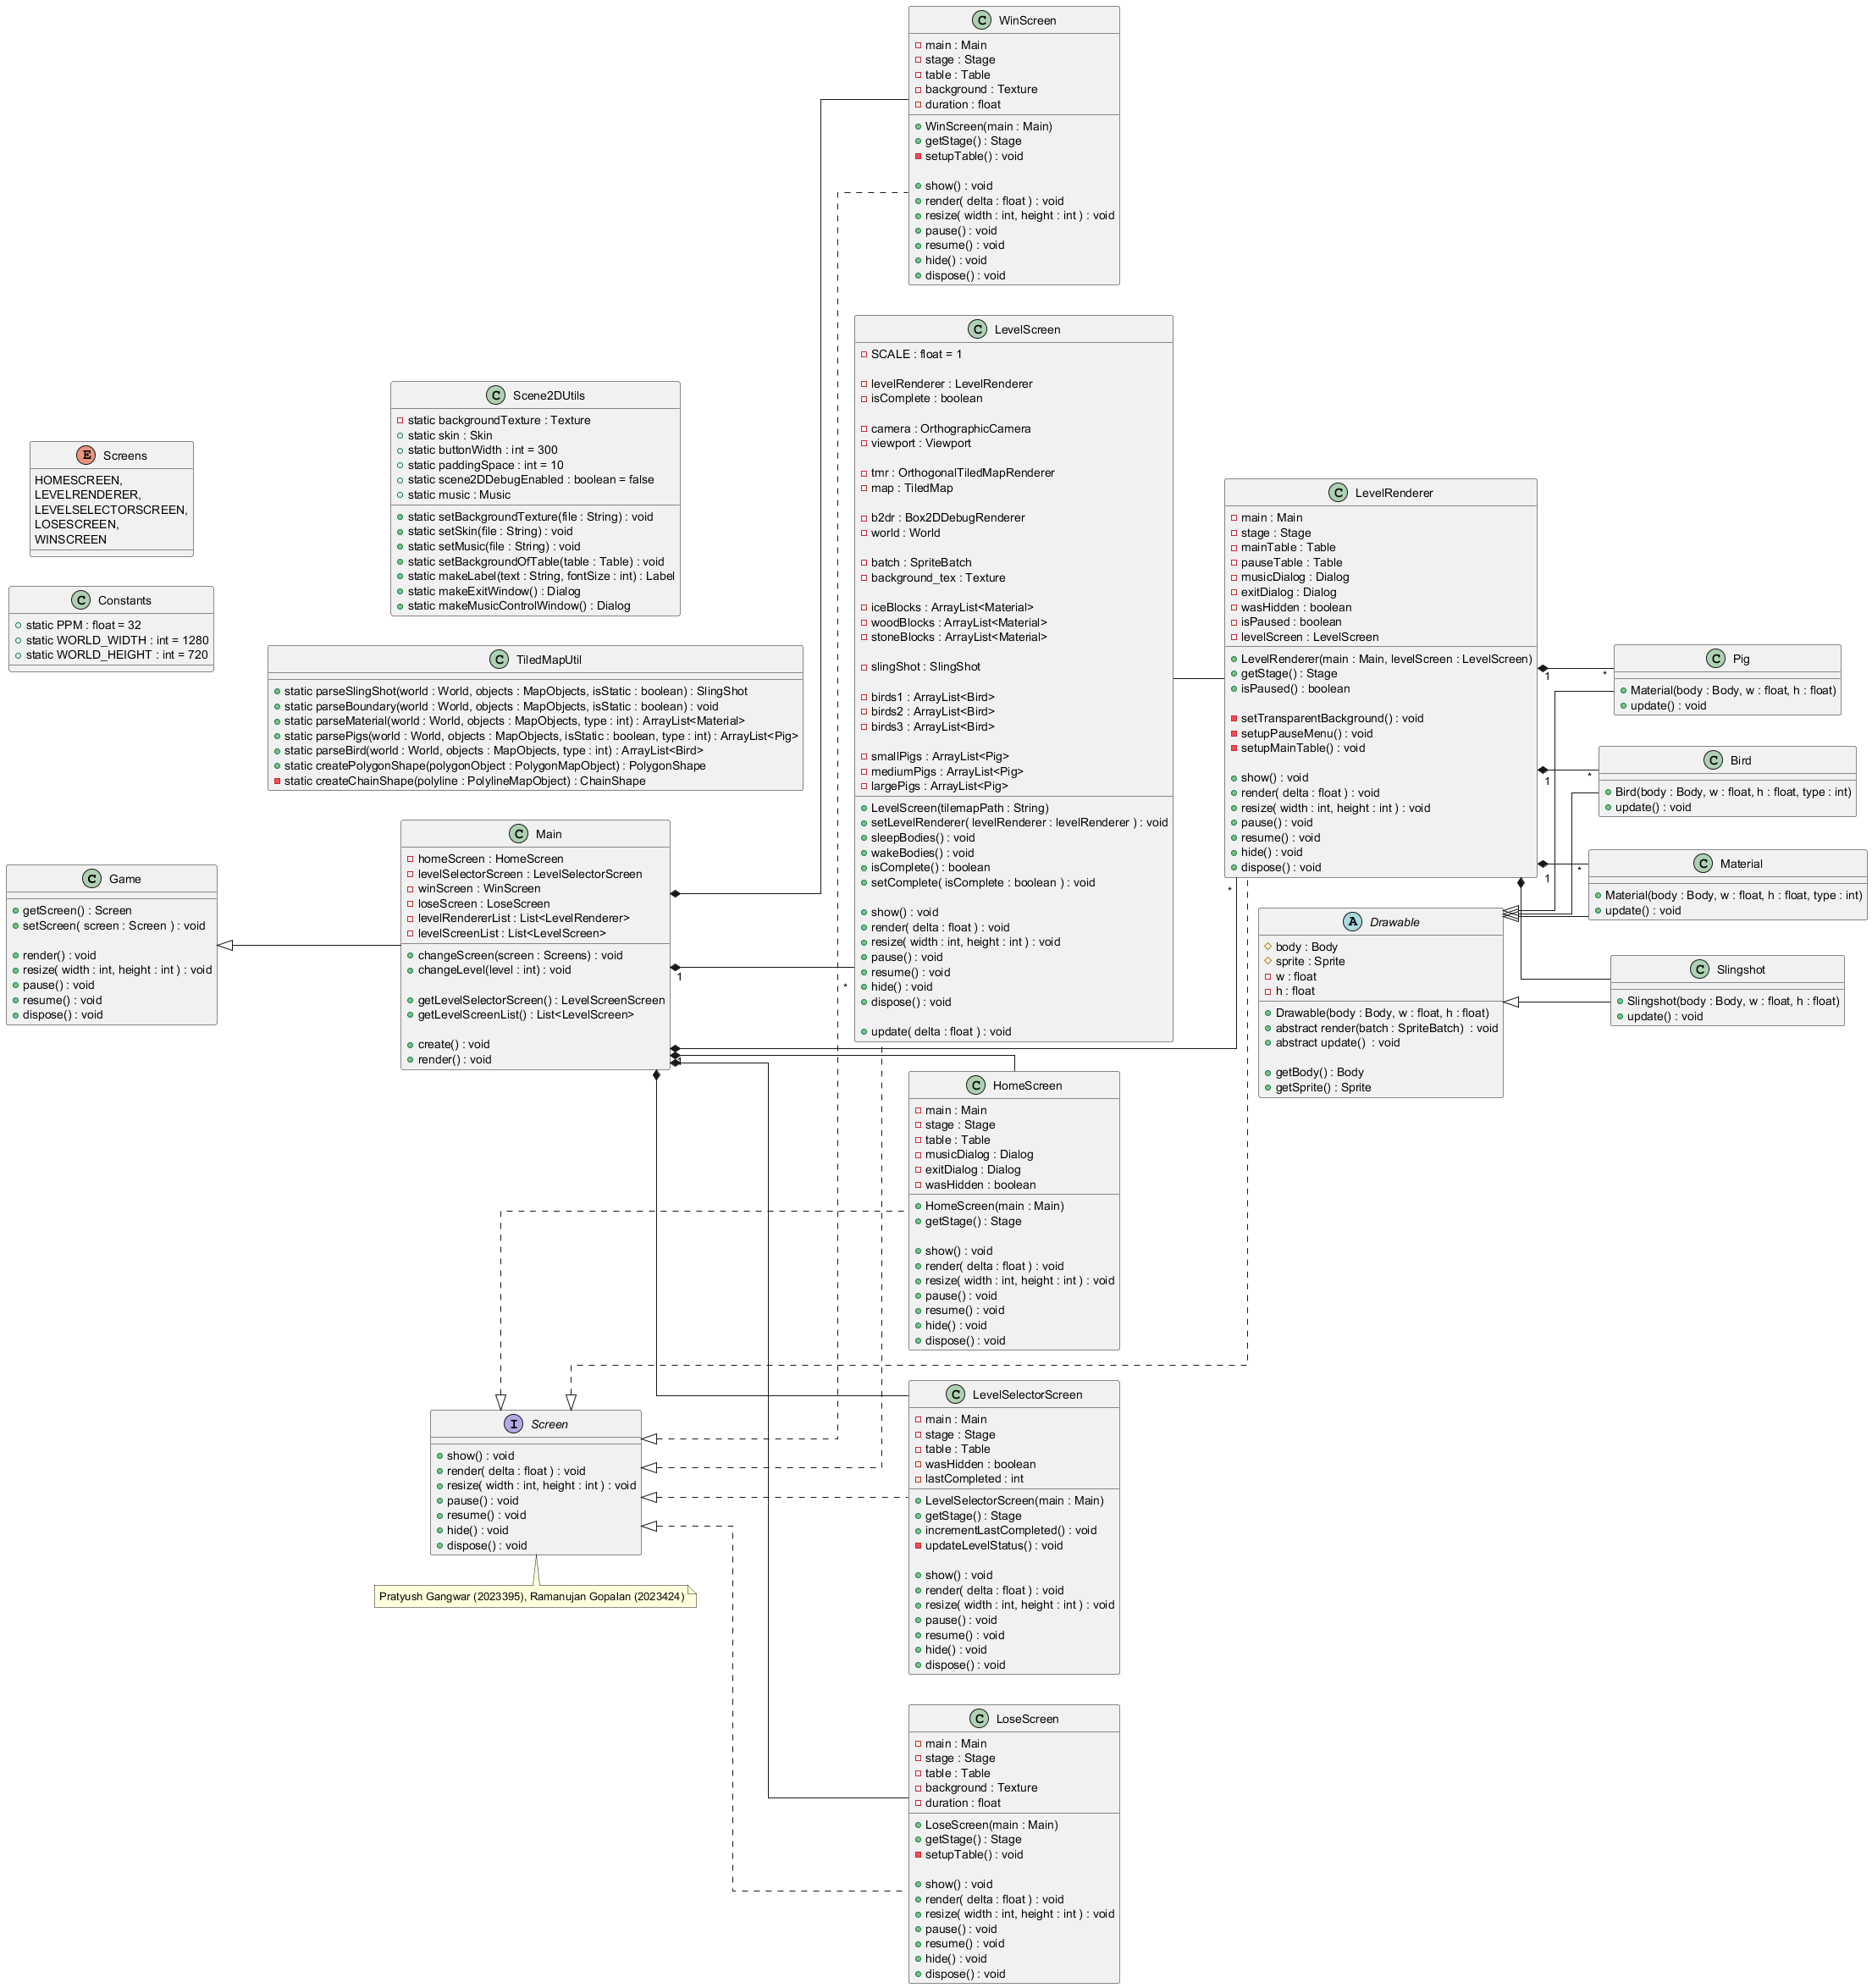 WinScreen
main : Main
stage : Stage
table : Table
background : Texture
duration : float
WinScreen(main : Main)
getStage() : Stage
setupTable() : void
show() : void
render( delta : float ) : void
resize( width : int, height : int ) : void
pause() : void
resume() : void
hide() : void
dispose() : void
Screens
HOMESCREEN,
LEVELRENDERER,
LEVELSELECTORSCREEN,
LOSESCREEN,
WINSCREEN
Constants
static PPM : float = 32
static WORLD_WIDTH : int = 1280
static WORLD_HEIGHT : int = 720
Scene2DUtils
static backgroundTexture : Texture
static skin : Skin
static buttonWidth : int = 300
static paddingSpace : int = 10
static scene2DDebugEnabled : boolean = false
static music : Music
static setBackgroundTexture(file : String) : void
static setSkin(file : String) : void
static setMusic(file : String) : void
static setBackgroundOfTable(table : Table) : void
static makeLabel(text : String, fontSize : int) : Label
static makeExitWindow() : Dialog
static makeMusicControlWindow() : Dialog
TiledMapUtil
static parseSlingShot(world : World, objects : MapObjects, isStatic : boolean) : SlingShot
static parseBoundary(world : World, objects : MapObjects, isStatic : boolean) : void
static parseMaterial(world : World, objects : MapObjects, type : int) : ArrayList<Material>
static parsePigs(world : World, objects : MapObjects, isStatic : boolean, type : int) : ArrayList<Pig>
static parseBird(world : World, objects : MapObjects, type : int) : ArrayList<Bird>
static createPolygonShape(polygonObject : PolygonMapObject) : PolygonShape
static createChainShape(polyline : PolylineMapObject) : ChainShape
Game
getScreen() : Screen
setScreen( screen : Screen ) : void
render() : void
resize( width : int, height : int ) : void
pause() : void
resume() : void
dispose() : void
Main
homeScreen : HomeScreen
levelSelectorScreen : LevelSelectorScreen
winScreen : WinScreen
loseScreen : LoseScreen
levelRendererList : List<LevelRenderer>
levelScreenList : List<LevelScreen>
changeScreen(screen : Screens) : void
changeLevel(level : int) : void
getLevelSelectorScreen() : LevelScreenScreen
getLevelScreenList() : List<LevelScreen>
create() : void
render() : void
1
*
1
*
LevelScreen
SCALE : float = 1
levelRenderer : LevelRenderer
isComplete : boolean
camera : OrthographicCamera
viewport : Viewport
tmr : OrthogonalTiledMapRenderer
map : TiledMap
b2dr : Box2DDebugRenderer
world : World
batch : SpriteBatch
background_tex : Texture
iceBlocks : ArrayList<Material>
woodBlocks : ArrayList<Material>
stoneBlocks : ArrayList<Material>
slingShot : SlingShot
birds1 : ArrayList<Bird>
birds2 : ArrayList<Bird>
birds3 : ArrayList<Bird>
smallPigs : ArrayList<Pig>
mediumPigs : ArrayList<Pig>
largePigs : ArrayList<Pig>
LevelScreen(tilemapPath : String)
setLevelRenderer( levelRenderer : levelRenderer ) : void
sleepBodies() : void
wakeBodies() : void
isComplete() : boolean
setComplete( isComplete : boolean ) : void
show() : void
render( delta : float ) : void
resize( width : int, height : int ) : void
pause() : void
resume() : void
hide() : void
dispose() : void
update( delta : float ) : void
LevelRenderer
main : Main
stage : Stage
mainTable : Table
pauseTable : Table
musicDialog : Dialog
exitDialog : Dialog
wasHidden : boolean
isPaused : boolean
levelScreen : LevelScreen
LevelRenderer(main : Main, levelScreen : LevelScreen)
getStage() : Stage
isPaused() : boolean
setTransparentBackground() : void
setupPauseMenu() : void
setupMainTable() : void
show() : void
render( delta : float ) : void
resize( width : int, height : int ) : void
pause() : void
resume() : void
hide() : void
dispose() : void
1
*
1
*
1
*
Pig
Material(body : Body, w : float, h : float)
update() : void
Bird
Bird(body : Body, w : float, h : float, type : int)
update() : void
Material
Material(body : Body, w : float, h : float, type : int)
update() : void
Drawable
body : Body
sprite : Sprite
w : float
h : float
Drawable(body : Body, w : float, h : float)
abstract render(batch : SpriteBatch) : void
abstract update() : void
getBody() : Body
getSprite() : Sprite
Slingshot
Slingshot(body : Body, w : float, h : float)
update() : void
HomeScreen
main : Main
stage : Stage
table : Table
musicDialog : Dialog
exitDialog : Dialog
wasHidden : boolean
HomeScreen(main : Main)
getStage() : Stage
show() : void
render( delta : float ) : void
resize( width : int, height : int ) : void
pause() : void
resume() : void
hide() : void
dispose() : void
Screen
show() : void
render( delta : float ) : void
resize( width : int, height : int ) : void
pause() : void
resume() : void
hide() : void
dispose() : void
Pratyush Gangwar (2023395), Ramanujan Gopalan (2023424)
LevelSelectorScreen
main : Main
stage : Stage
table : Table
wasHidden : boolean
lastCompleted : int
LevelSelectorScreen(main : Main)
getStage() : Stage
incrementLastCompleted() : void
updateLevelStatus() : void
show() : void
render( delta : float ) : void
resize( width : int, height : int ) : void
pause() : void
resume() : void
hide() : void
dispose() : void
LoseScreen
main : Main
stage : Stage
table : Table
background : Texture
duration : float
LoseScreen(main : Main)
getStage() : Stage
setupTable() : void
show() : void
render( delta : float ) : void
resize( width : int, height : int ) : void
pause() : void
resume() : void
hide() : void
dispose() : void